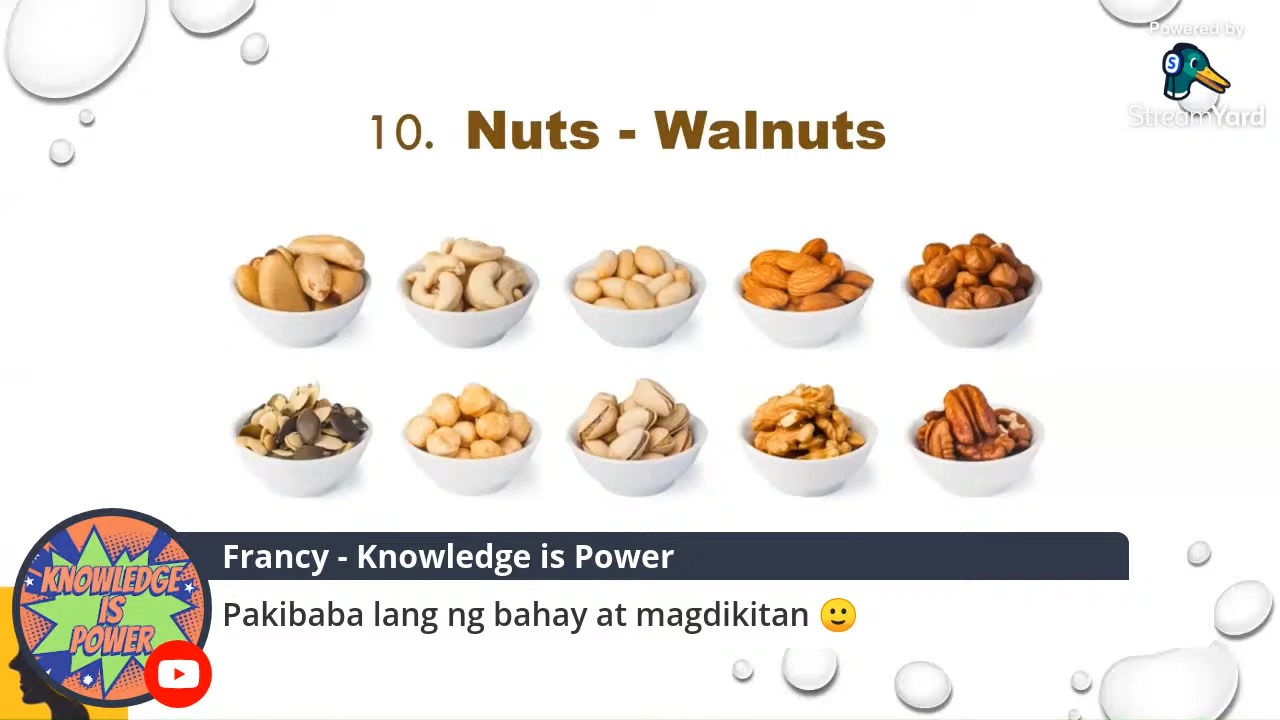 Powered by
StreamYard
10. Nuts - Walnuts
KNOWLEDGE
IS
POWER
Francy - Knowledge is Power
Pakibaba lang ng bahay at magdikitan 🙂